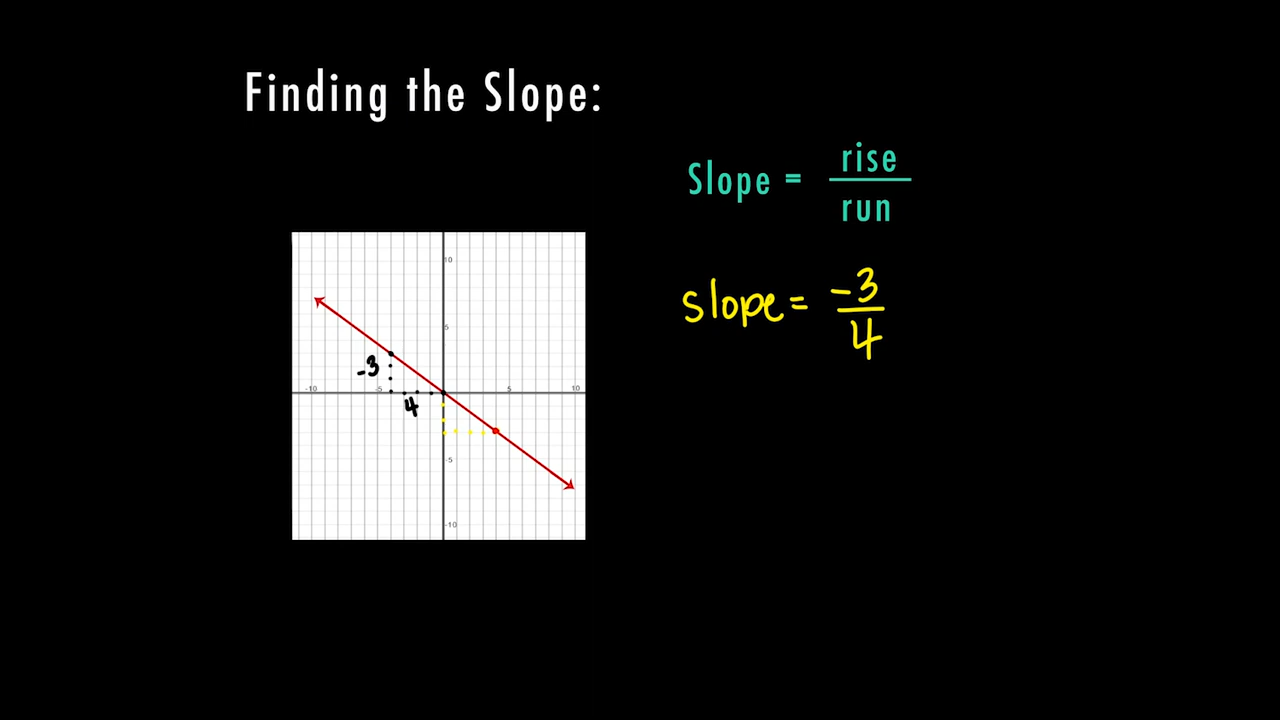 Finding the Slope:
Slope = rise
run
slope = -3
4
10
5
-3
-10 -5 5 10
4
-5
-10